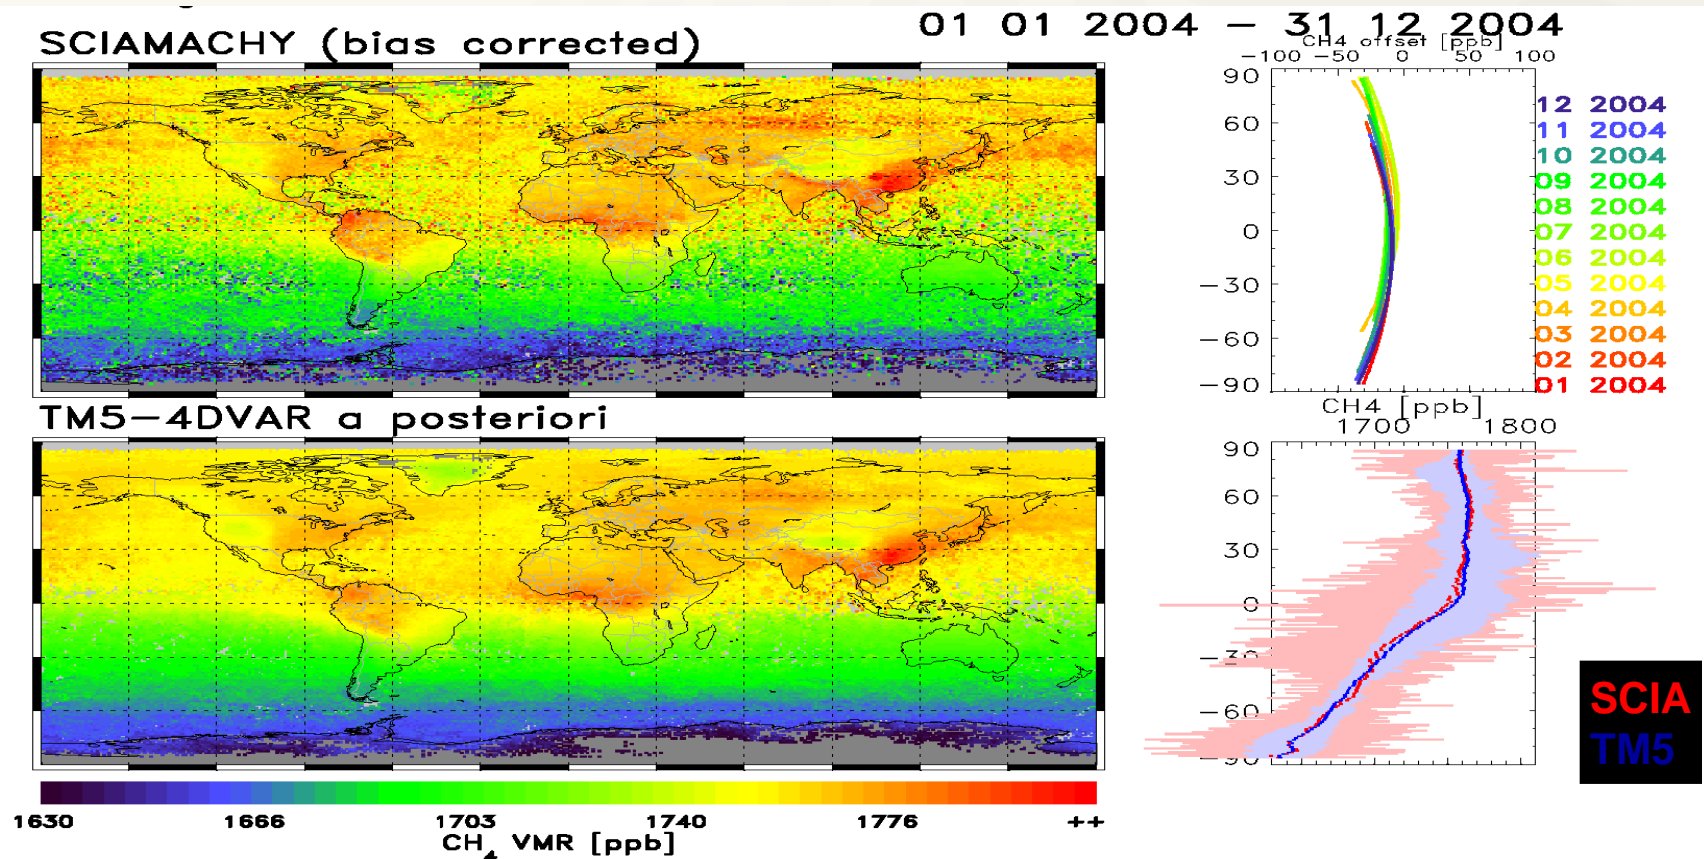 01 01 2004 – 31 12 2004
SCIAMACHY (bias corrected)
CH4 offset [ppb]
−100 −50 0 50 100
90
60
30
0
−30
−60
−90
12 2004
11 2004
10 2004
09 2004
08 2004
07 2004
06 2004
05 2004
04 2004
03 2004
02 2004
01 2004
TM5−4DVAR a posteriori
CH4 [ppb]
1700 1800
90
60
30
0
−30
−60
−90
SCIA
TM5
1630 1666 1703 1740 1776 ++
CH4 VMR [ppb]